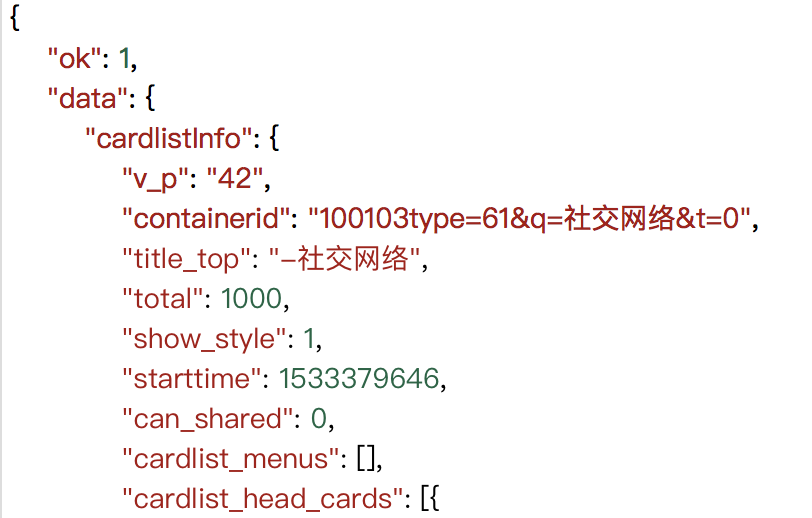 {
"ok": 1,
"data": {
"cardlistInfo": {
"v_p": "42",
"containerid": "100103type=61&q=社交网络&t=0",
"title_top": "-社交网络",
"total": 1000,
"show_style": 1,
"starttime": 1533379646,
"can_shared": 0,
"cardlist_menus": [],
"cardlist_head_cards": [{